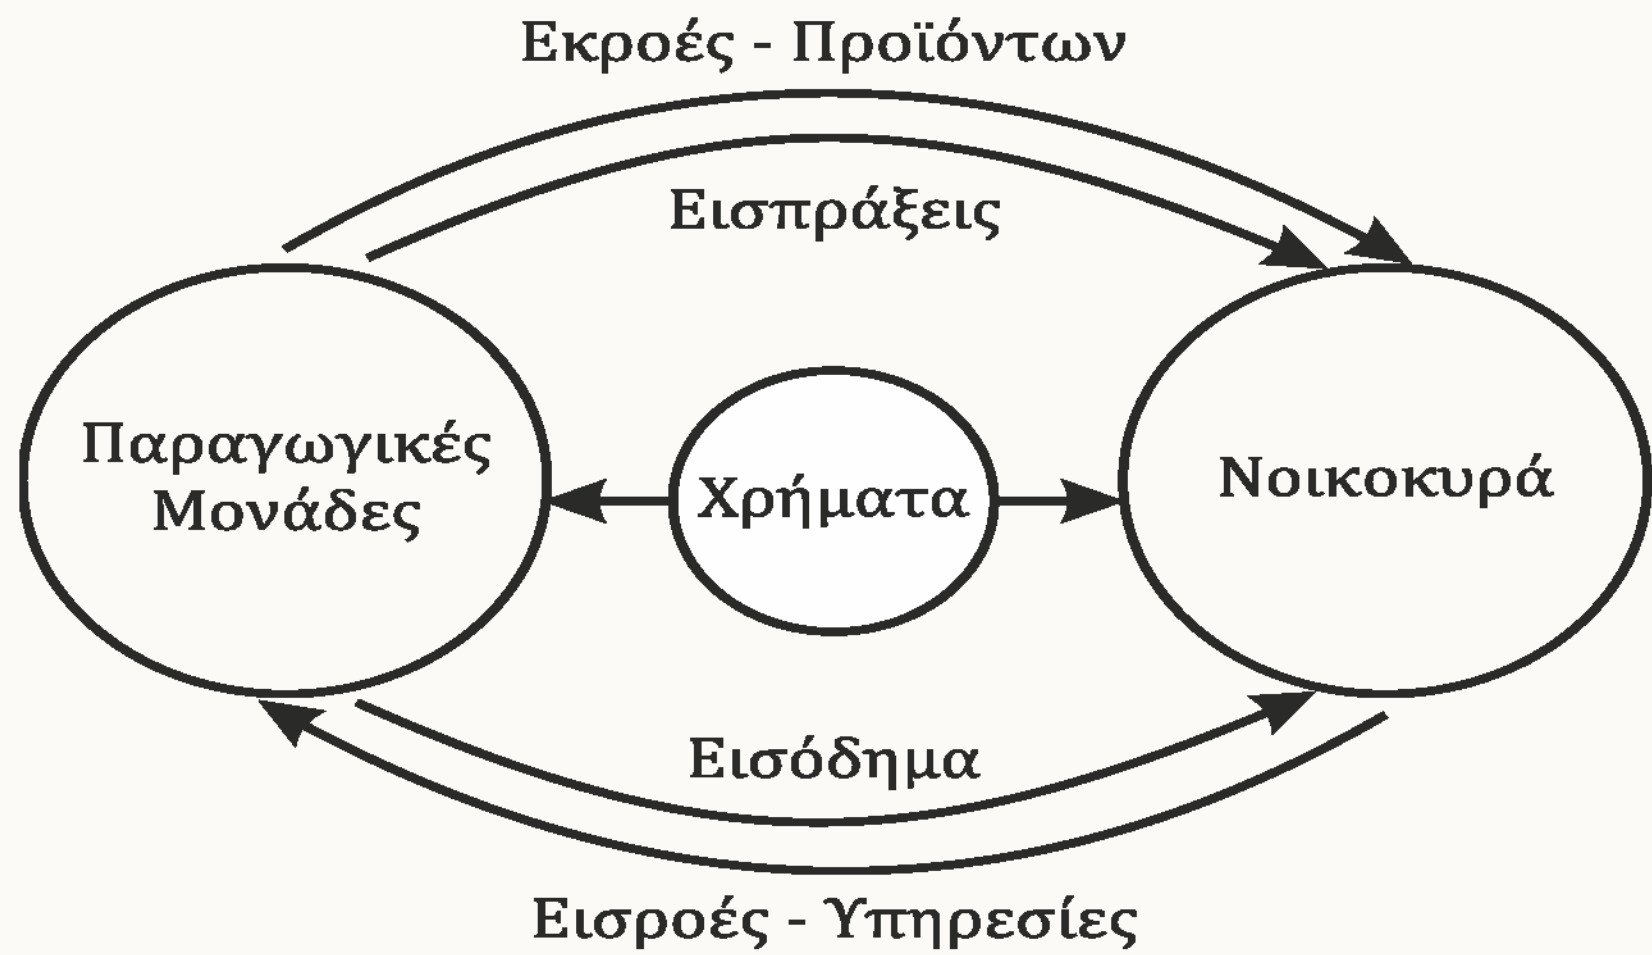 Εκροές - Προϊόντων
Εισπράξεις
Παραγωγικές
Μονάδες
Χρήματα
Νοικοκυρά
Εισόδημα
Εισροές - Υπηρεσίες